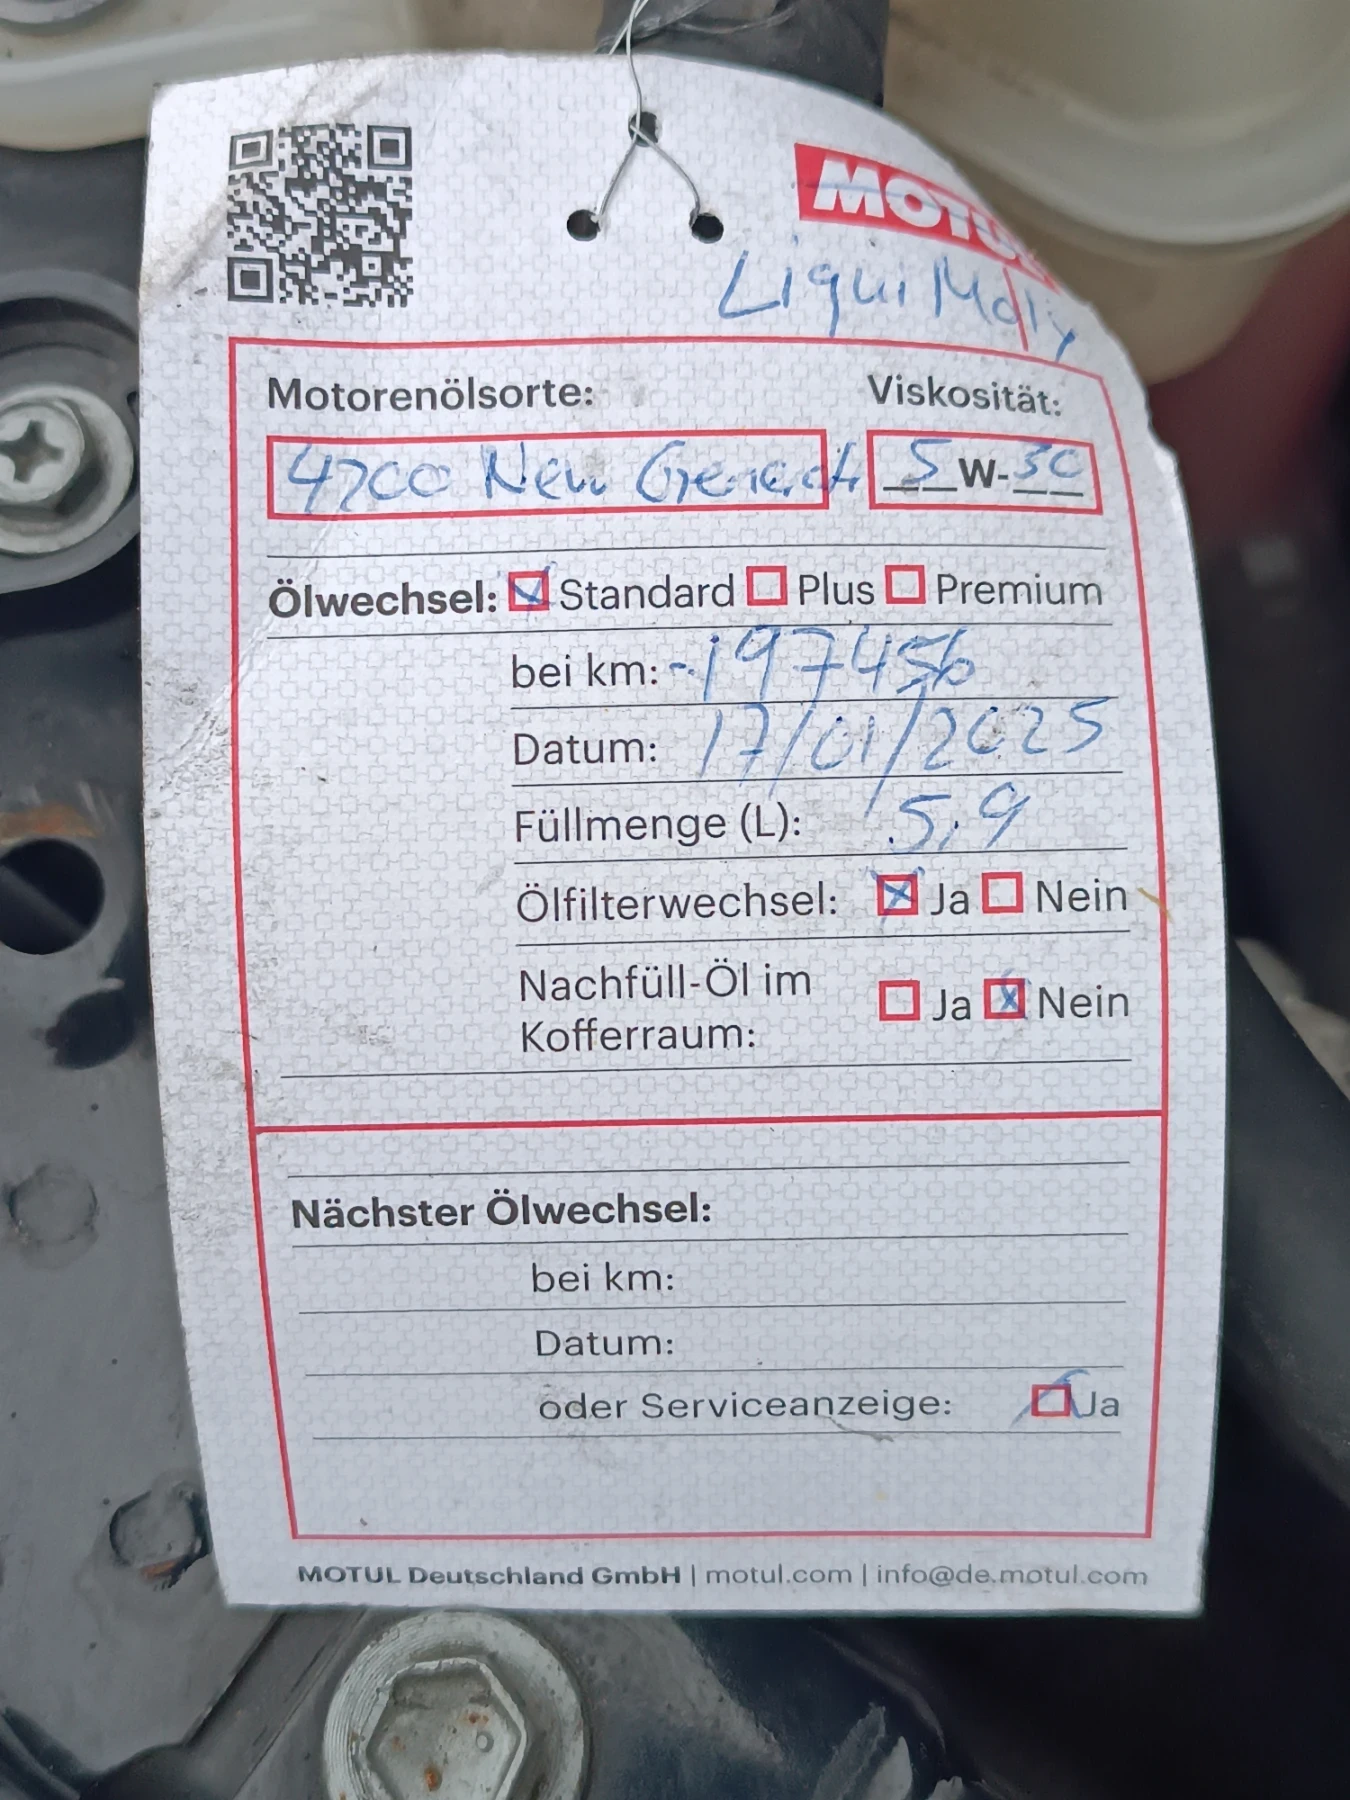 MOTUL
Liqui Moly
Motorenölsorte: Viskosität:
4200 New Generat. 5W-30
Ölwechsel: Standard Plus Premium
bei km: 197456
Datum: 17/01/2025
Füllmenge (L): 5,9
Ölfilterwechsel: Ja Nein
Nachfüll-Öl im
Kofferraum: Ja Nein
Nächster Ölwechsel:
bei km:
Datum:
oder Serviceanzeige: Ja
MOTUL Deutschland GmbH | motul.com | info@de.motul.com